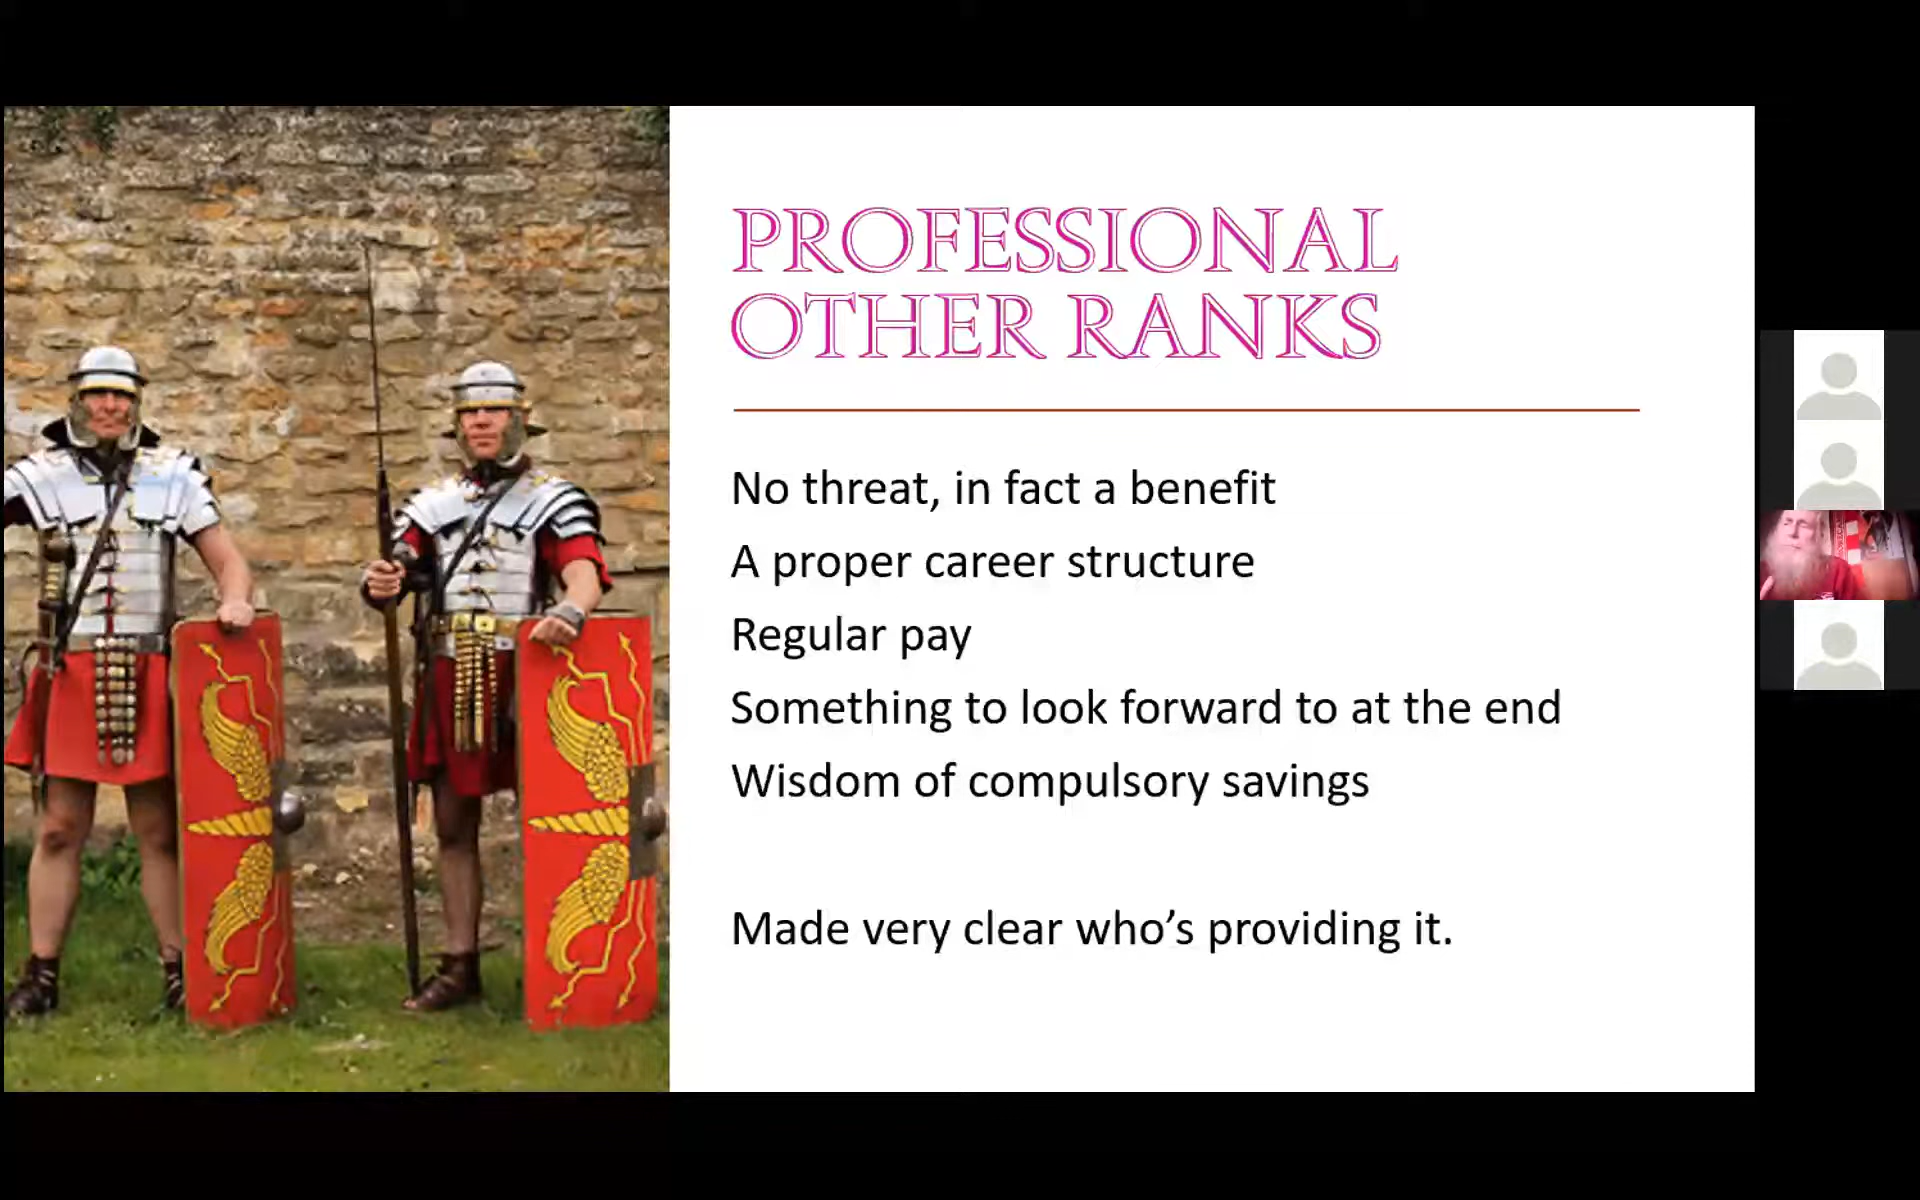 PROFESSIONAL
OTHER RANKS
No threat, in fact a benefit
A proper career structure
Regular pay
Something to look forward to at the end
Wisdom of compulsory savings
Made very clear who’s providing it.